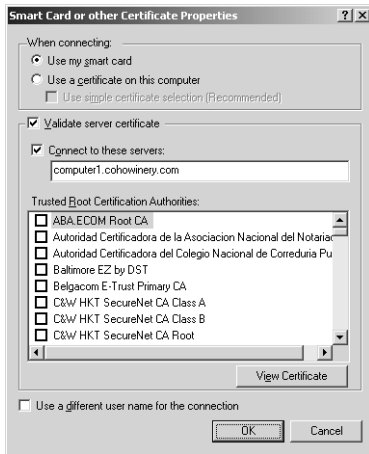 Smart Card or other Certificate Properties
When connecting:
Use my smart card
Use a certificate on this computer
Use simple certificate selection (Recommended)
Validate server certificate
Connect to these servers:
computer1.cohowinery.com
Trusted Root Certification Authorities:
ABA.ECOM Root CA
Autoridad Certificadora de la Asociacion Nacional del Notariac
Autoridad Certificadora del Colegio Nacional de Correduria Pu
Baltimore EZ by DST
Belgacom E-Trust Primary CA
C&W HKT SecureNet CA Class A
C&W HKT SecureNet CA Class B
C&W HKT SecureNet CA Root
View Certificate
Use a different user name for the connection
OK Cancel